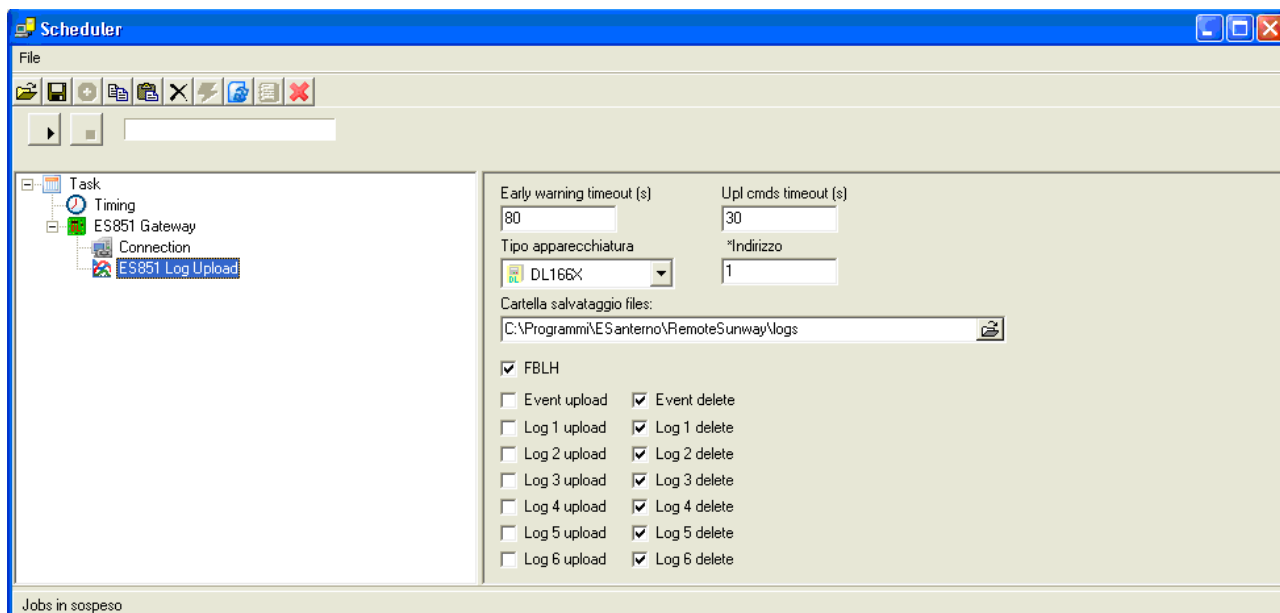 Scheduler
File
Task
Timing
ES851 Gateway
Connection
ES851 Log Upload
Early warning timeout (s) Upl cmds timeout (s)
80 30
Tipo apparecchiatura *Indirizzo
DL166X 1
Cartella salvataggio files:
C:\Programmi\ESanterno\RemoteSunway\logs
FBLH
Event upload Event delete
Log 1 upload Log 1 delete
Log 2 upload Log 2 delete
Log 3 upload Log 3 delete
Log 4 upload Log 4 delete
Log 5 upload Log 5 delete
Log 6 upload Log 6 delete
Jobs in sospeso